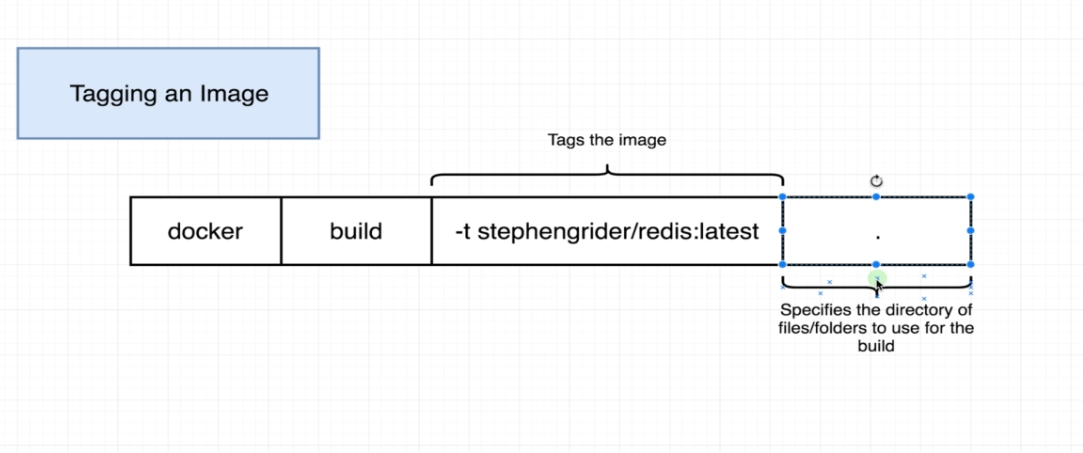 Tagging an Image
Tags the image
docker
build
-t stephengrider/redis:latest
.
Specifies the directory of
files/folders to use for the
build